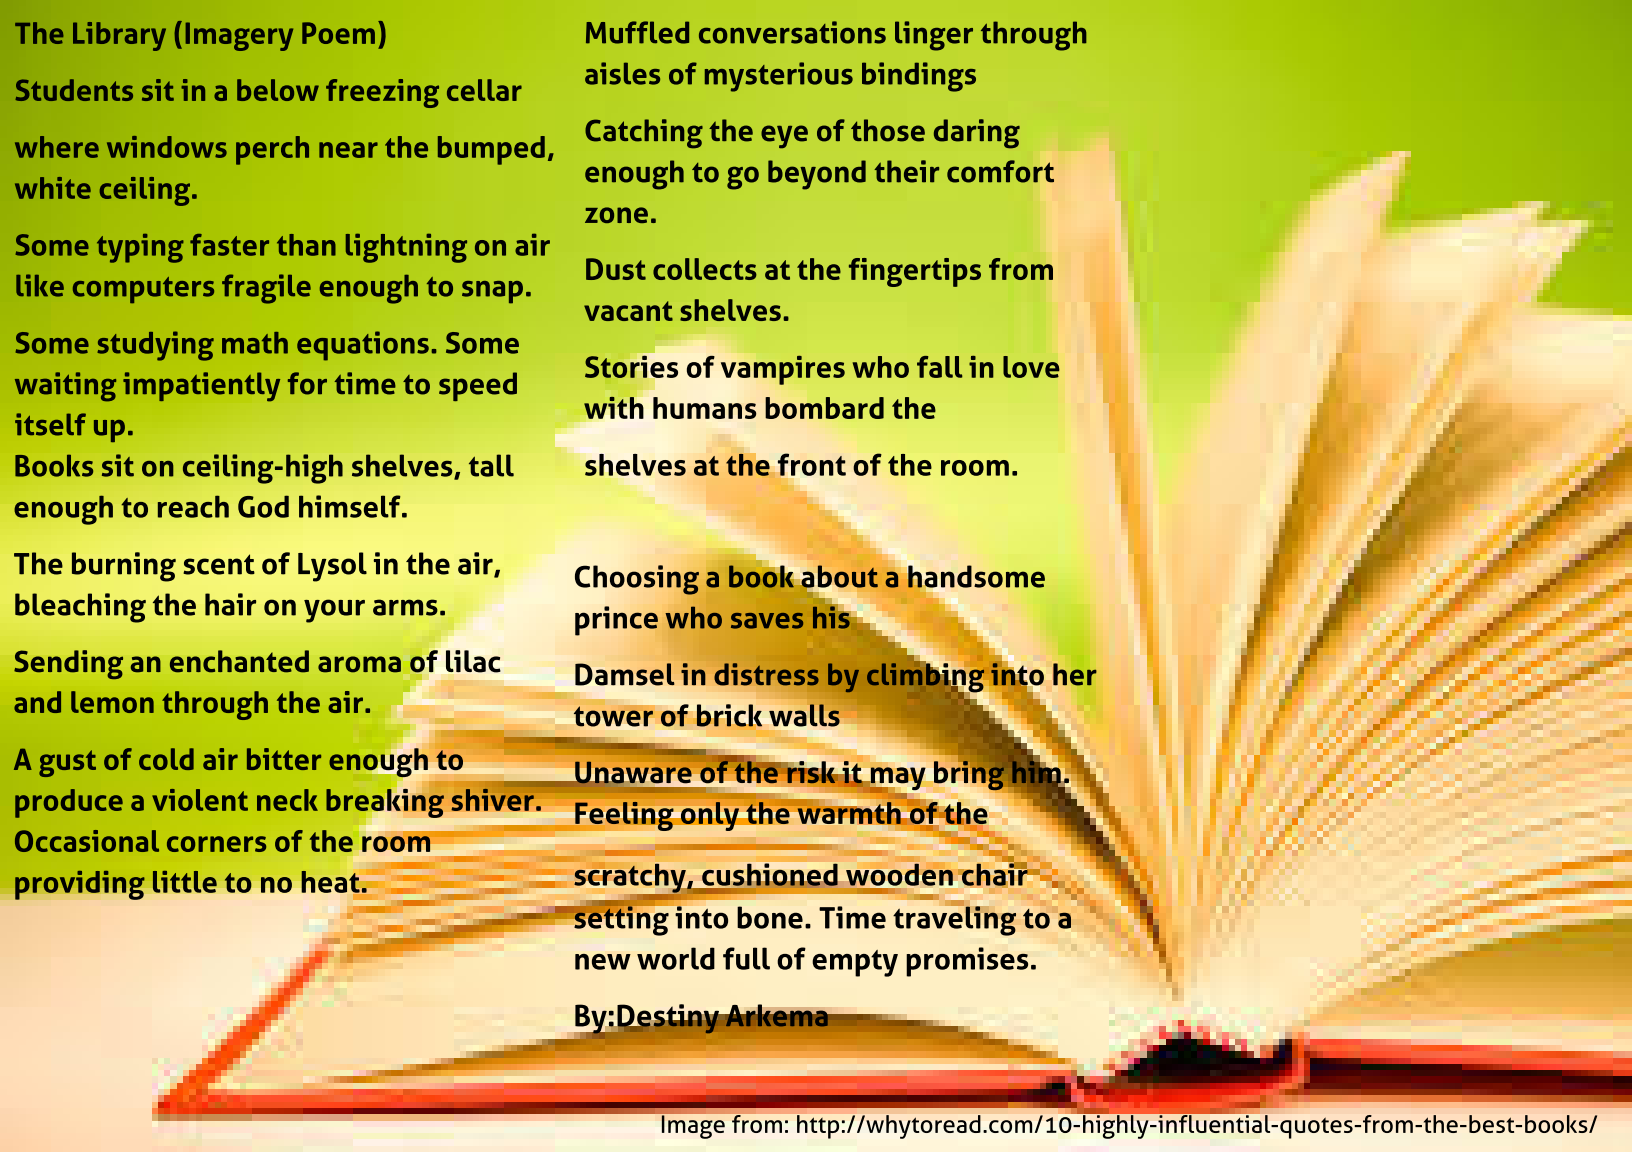 The Library (Imagery Poem)
Students sit in a below freezing cellar
where windows perch near the bumped,
white ceiling.
Some typing faster than lightning on air
like computers fragile enough to snap.
Some studying math equations. Some
waiting impatiently for time to speed
itself up.
Books sit on ceiling-high shelves, tall
enough to reach God himself.
The burning scent of Lysol in the air,
bleaching the hair on your arms.
Sending an enchanted aroma of lilac
and lemon through the air.
A gust of cold air bitter enough to
produce a violent neck breaking shiver.
Occasional corners of the room
providing little to no heat.
Muffled conversations linger through
aisles of mysterious bindings
Catching the eye of those daring
enough to go beyond their comfort
zone.
Dust collects at the fingertips from
vacant shelves.
Stories of vampires who fall in love
with humans bombard the
shelves at the front of the room.
Choosing a book about a handsome
prince who saves his
Damsel in distress by climbing into her
tower of brick walls
Unaware of the risk it may bring him.
Feeling only the warmth of the
scratchy, cushioned wooden chair
setting into bone. Time traveling to a
new world full of empty promises.
By:Destiny Arkema
Image from: http://whytoread.com/10-highly-influential-quotes-from-the-best-books/